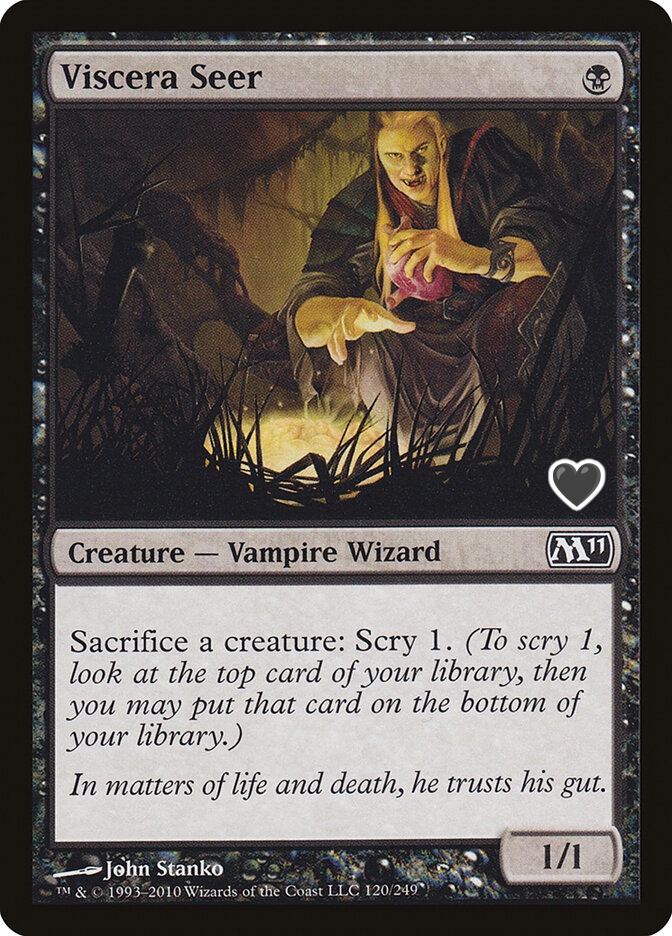 Viscera Seer
Creature — Vampire Wizard
M11
Sacrifice a creature: Scry 1. (To scry 1,
look at the top card of your library, then
you may put that card on the bottom of
your library.)
In matters of life and death, he trusts his gut.
1/1
John Stanko
™ & © 1993–2010 Wizards of the Coast LLC 120/249